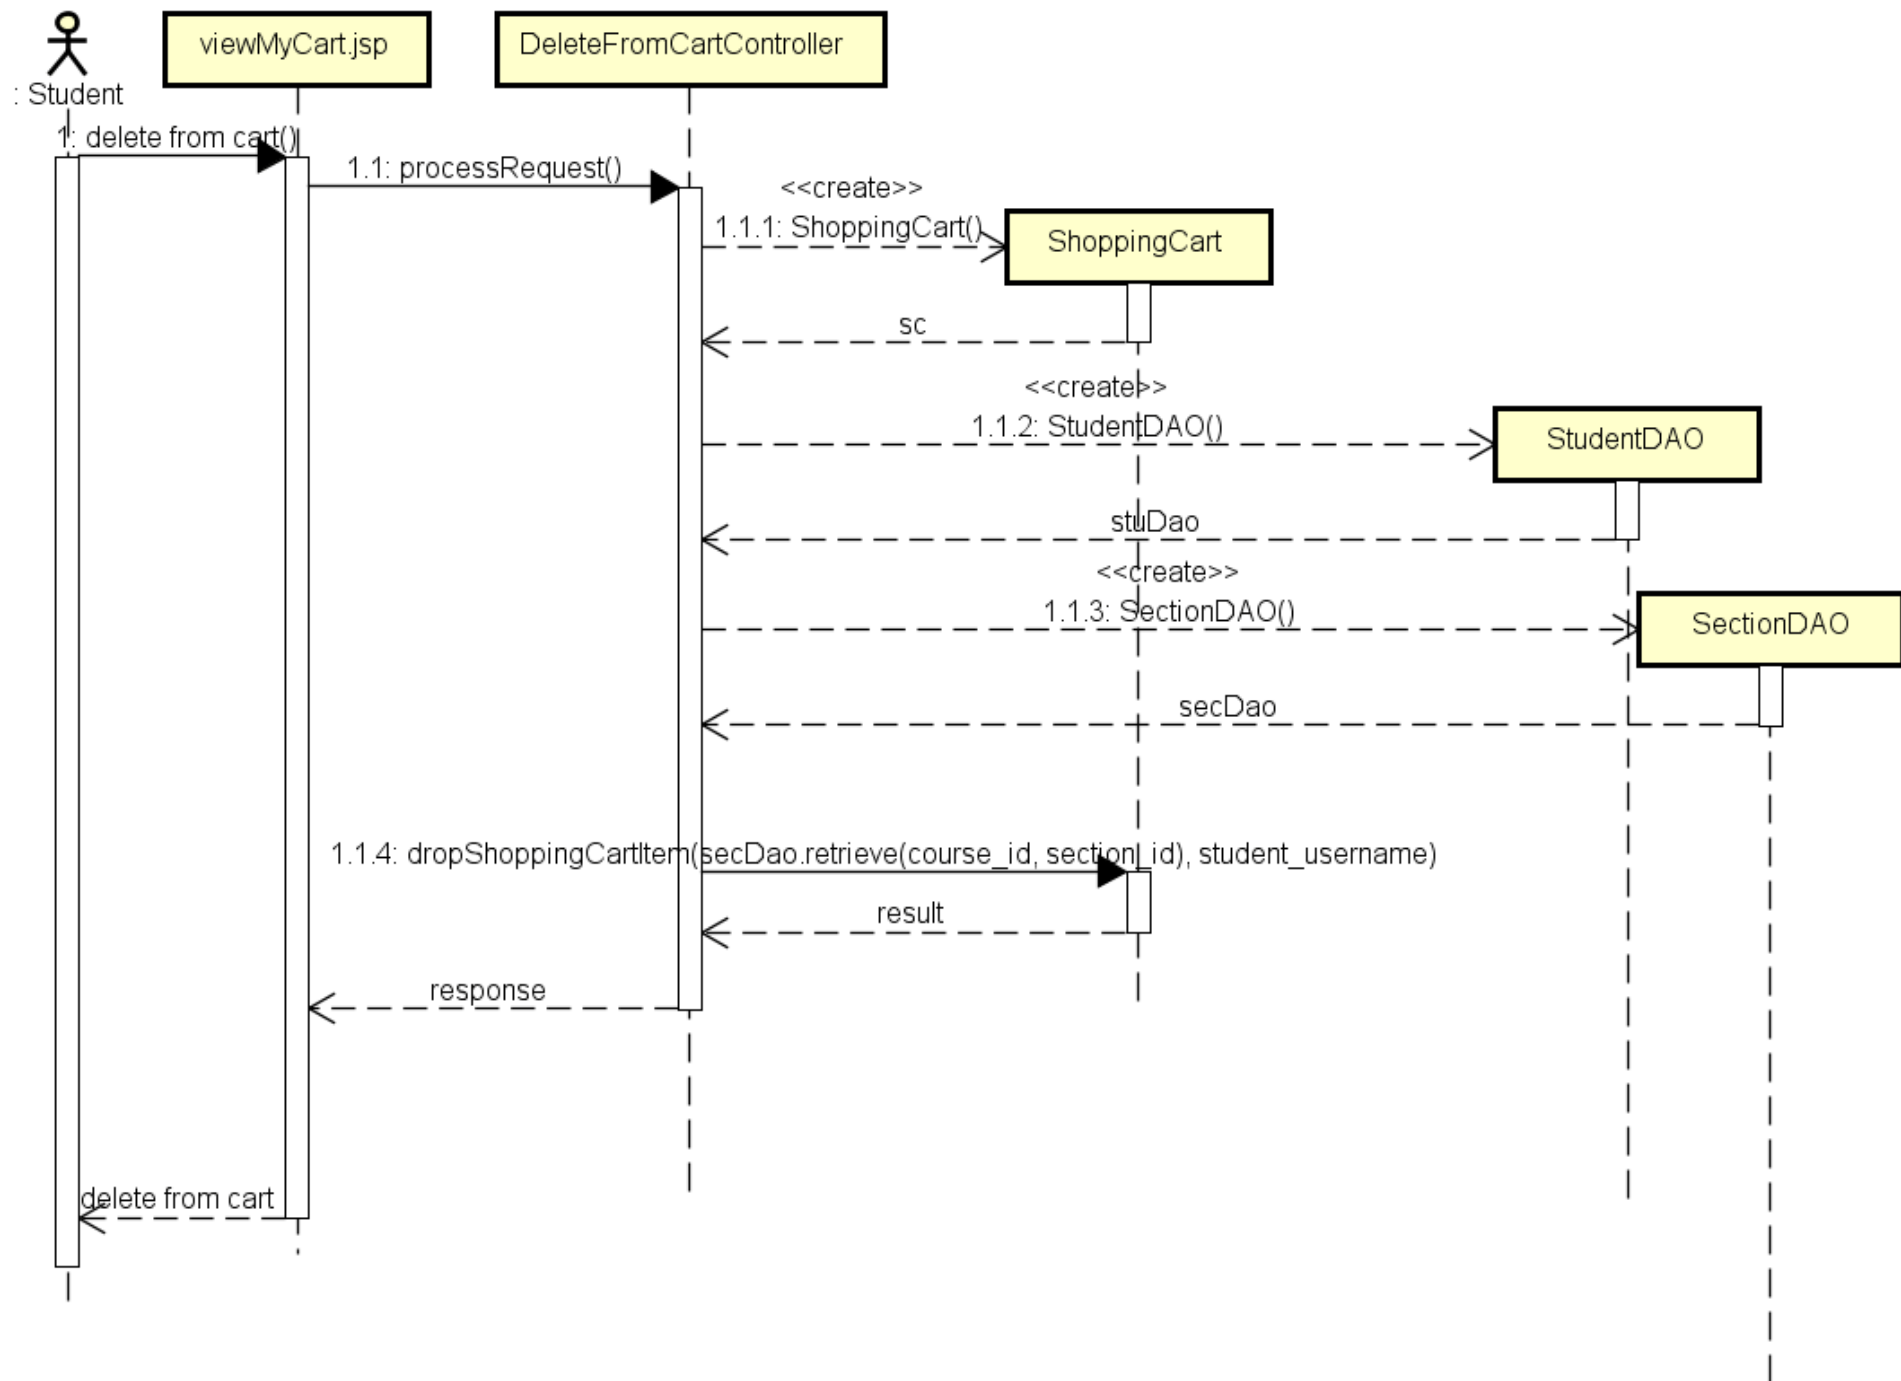 : Student
viewMyCart.jsp
DeleteFromCartController
1: delete from cart()
1.1: processRequest()
<<create>>
1.1.1: ShoppingCart()
ShoppingCart
sc
<<create>>
1.1.2: StudentDAO()
StudentDAO
stuDao
<<create>>
1.1.3: SectionDAO()
SectionDAO
secDao
1.1.4: dropShoppingCartItem(secDao.retrieve(course_id, section_id), student_username)
result
response
delete from cart